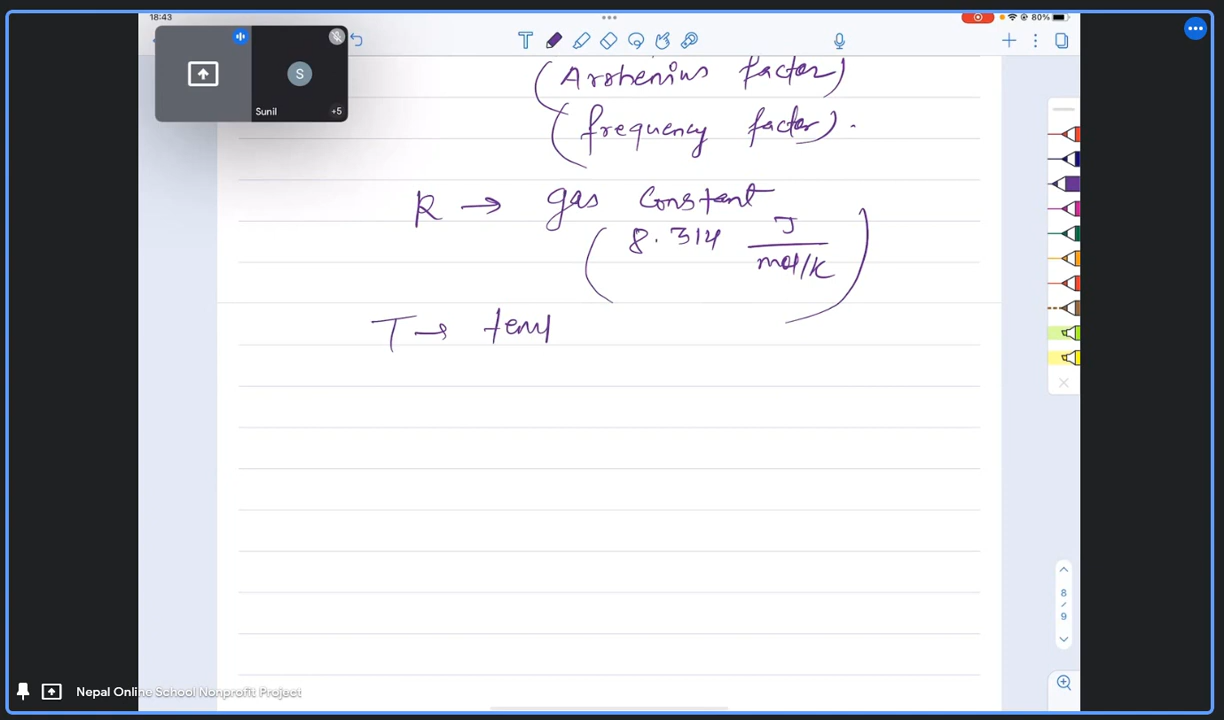 18:43
80%
S
Sunil
+5
(Arrhenius factor)
(frequency factor).
R → gas Constant
(8.314 J
mol/K)
T → temp
8
/
9
Nepal Online School Nonprofit Project